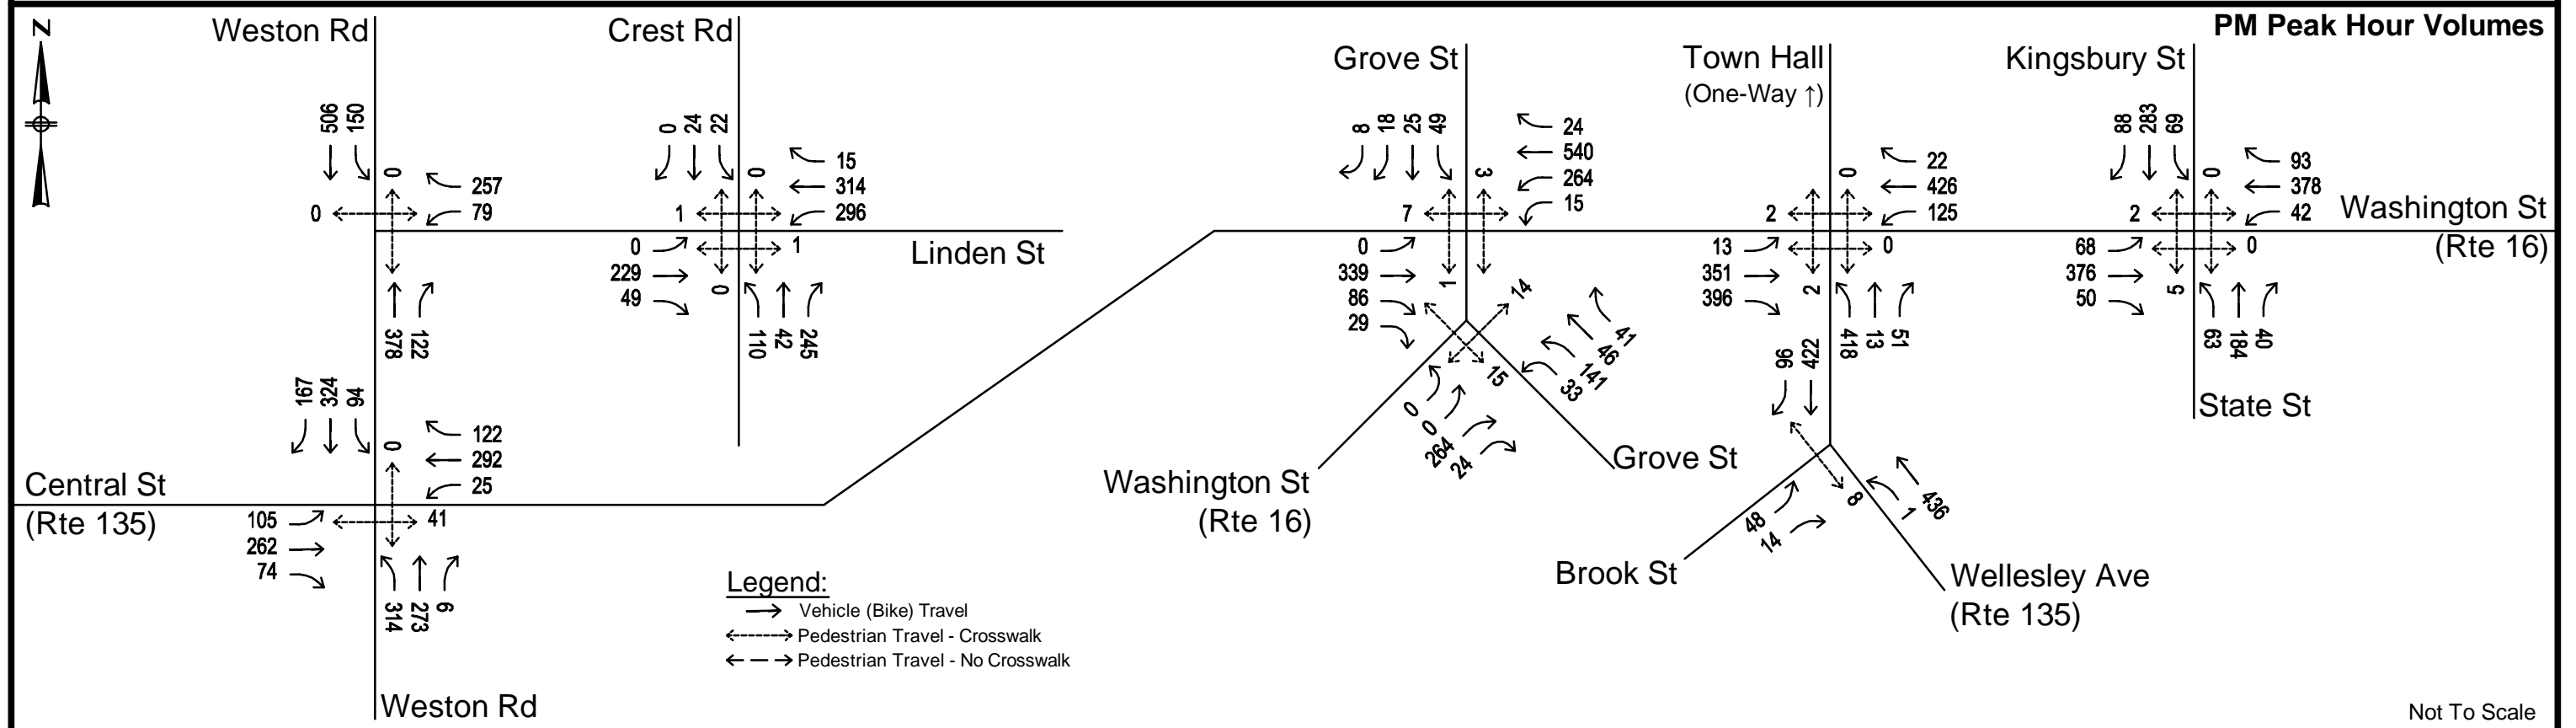 PM Peak Hour Volumes
N
Weston Rd
Crest Rd
Grove St
Town Hall
(One-Way ↑)
Kingsbury St
506 150
0
257
79
0
378 122
0 24 22
0
15
314
296
1
0
229
49
1
0
110 42 245
Linden St
8 18 25 49
3
24
540
264
15
7
0
339
86
29
1
14
15
41
46
141
33
0
0
264
24
Washington St
(Rte 16)
Grove St
0
22
426
125
2
13
351
396
0
2
418 13 51
96 422
8
436
1
48
14
Brook St
Wellesley Ave
(Rte 135)
88 283 69
0
93
378
42
2
68
376
50
0
5
63 184 40
Washington St
(Rte 16)
State St
167 324 94
0
122
292
25
Central St
(Rte 135)
105
262
74
41
314 273 6
Weston Rd
Legend:
Vehicle (Bike) Travel
Pedestrian Travel - Crosswalk
Pedestrian Travel - No Crosswalk
Not To Scale